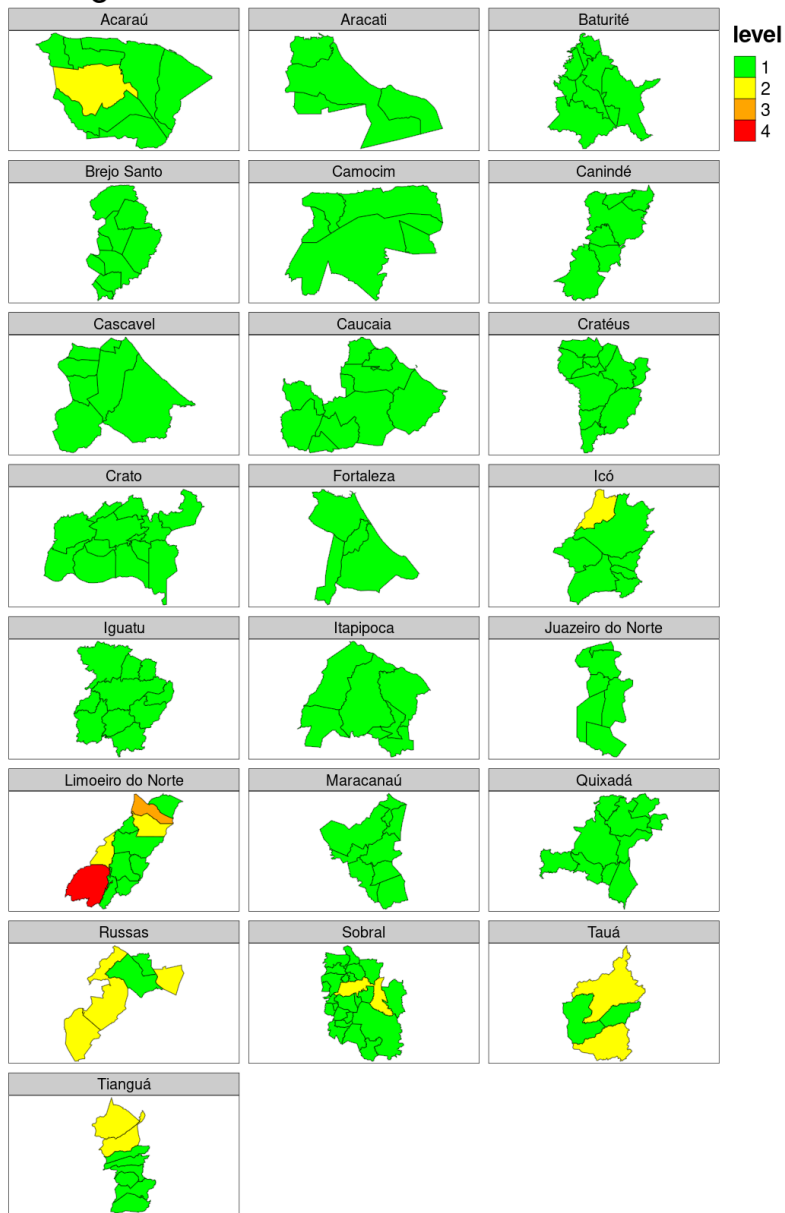 Acaraú
Aracati
Baturité
level
1
2
3
4
Brejo Santo
Camocim
Canindé
Cascavel
Caucaia
Cratéus
Crato
Fortaleza
Icó
Iguatu
Itapipoca
Juazeiro do Norte
Limoeiro do Norte
Maracanaú
Quixadá
Russas
Sobral
Tauá
Tianguá